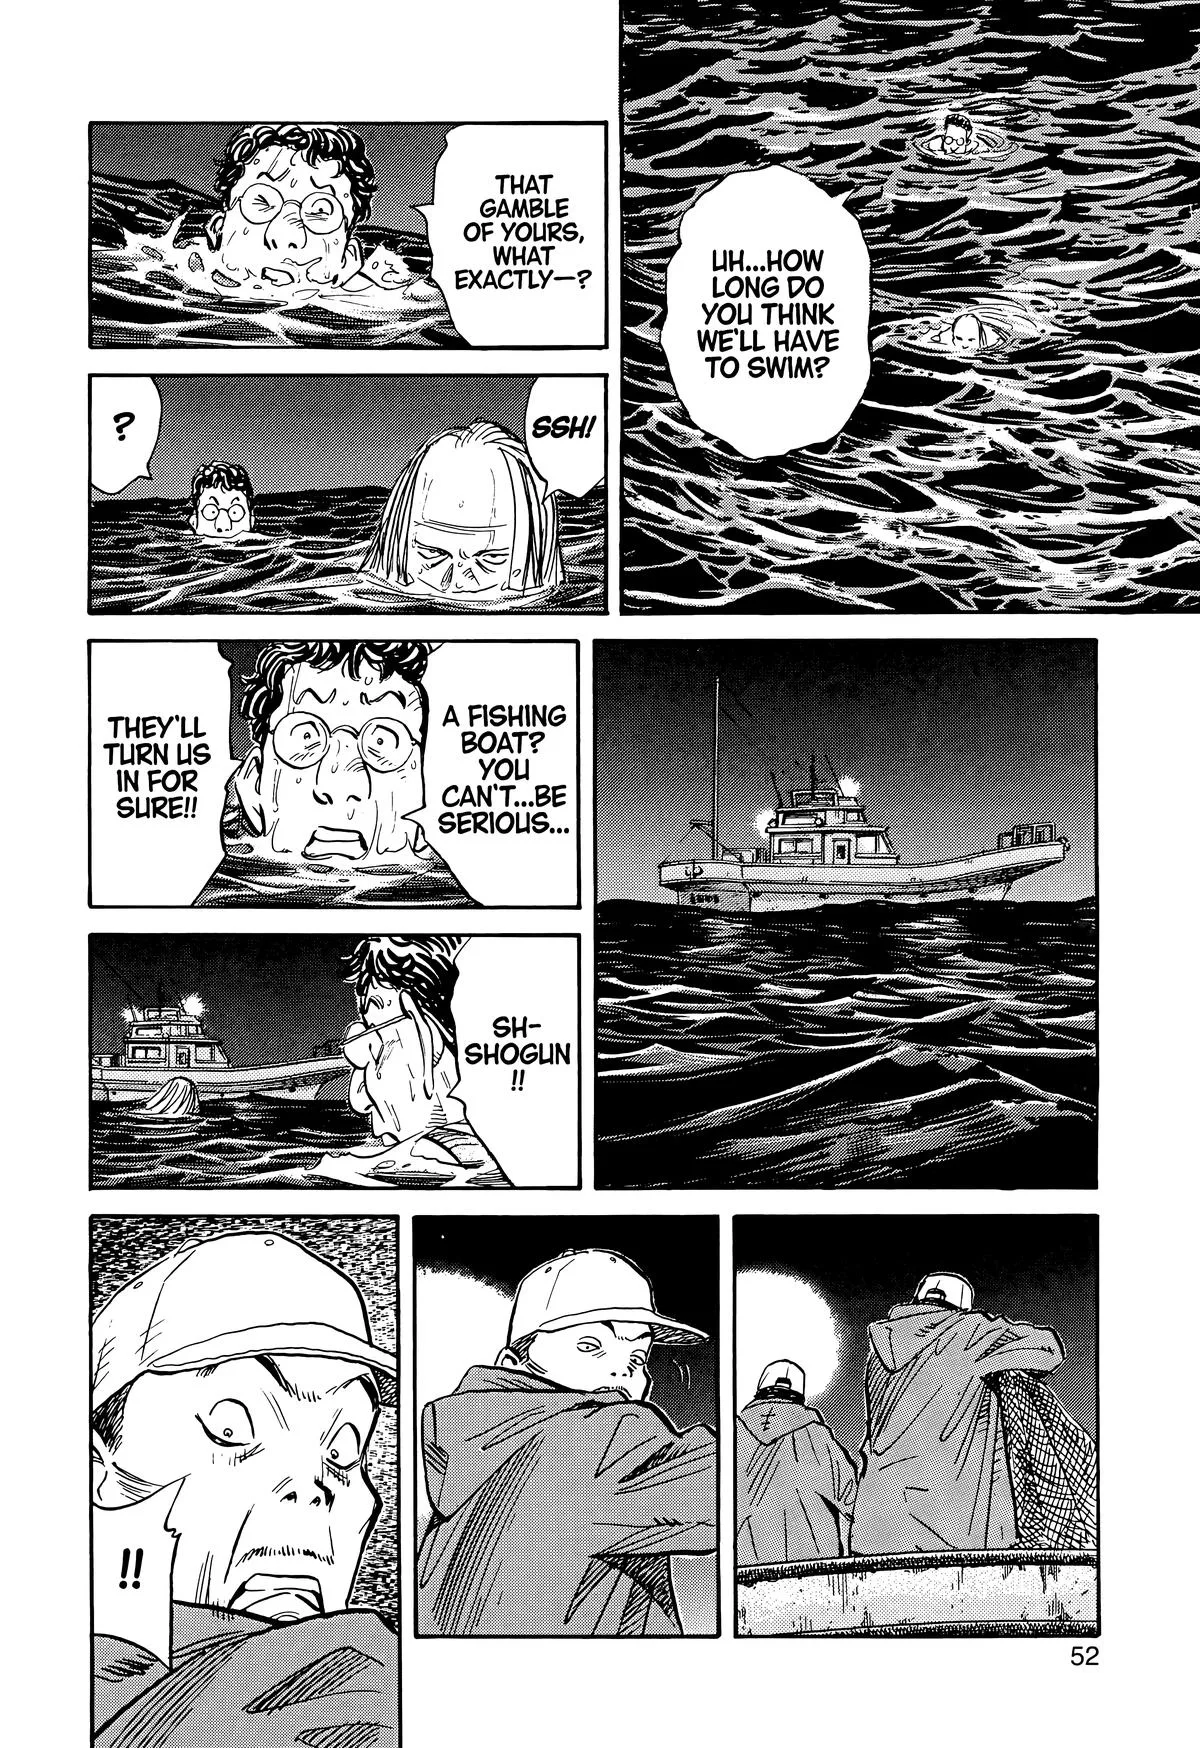 UH...HOW
LONG DO
YOU THINK
WE'LL HAVE
TO SWIM?
THAT
GAMBLE
OF YOURS,
WHAT
EXACTLY—?
SSH!
?
A FISHING
BOAT?
YOU
CAN'T...BE
SERIOUS...
THEY'LL
TURN US
IN FOR
SURE!!
SH-
SHOGUN
!!
!!
52